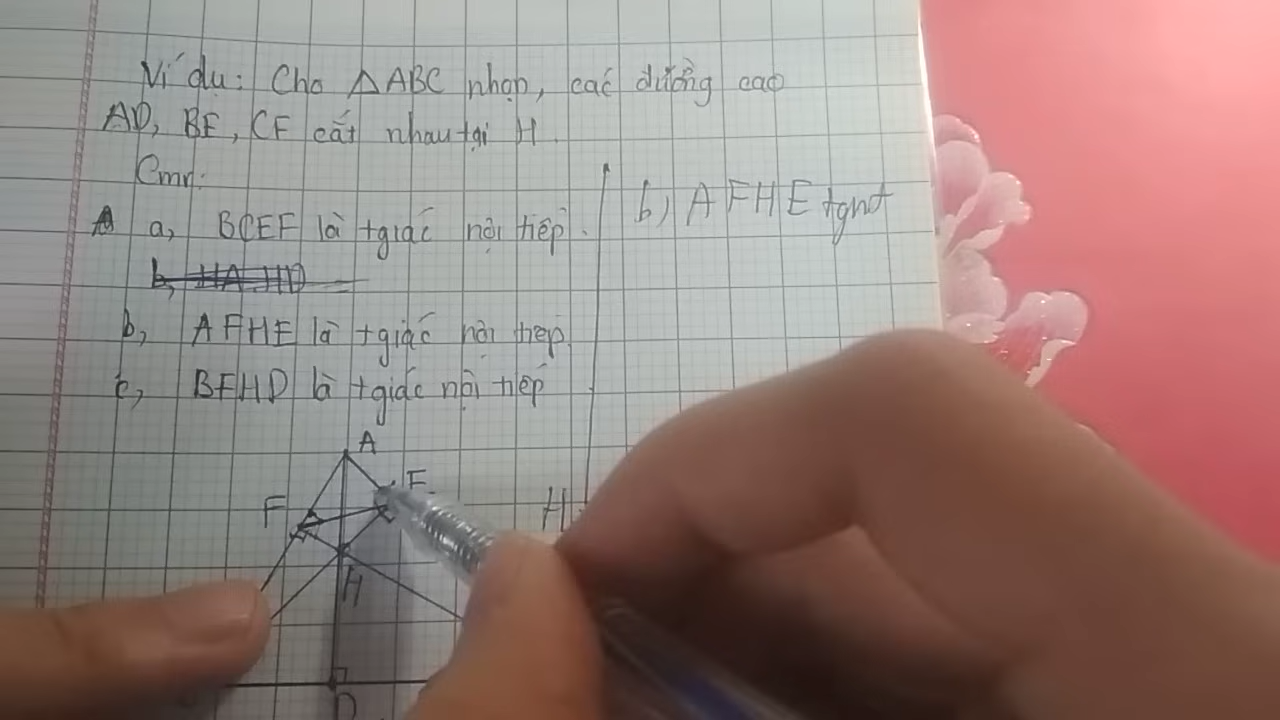 Ví dụ: Cho △ABC nhọn, các đường cao
AD, BE, CF cắt nhau tại H.
Cmr:
a, BCEF là tgiác nội tiếp.
b, HA.HD
b, AFHE là tgiác nội tiếp.
c, BFHD là tgiác nội tiếp
b) AFHE tgnt
A
F
E
H
H
D